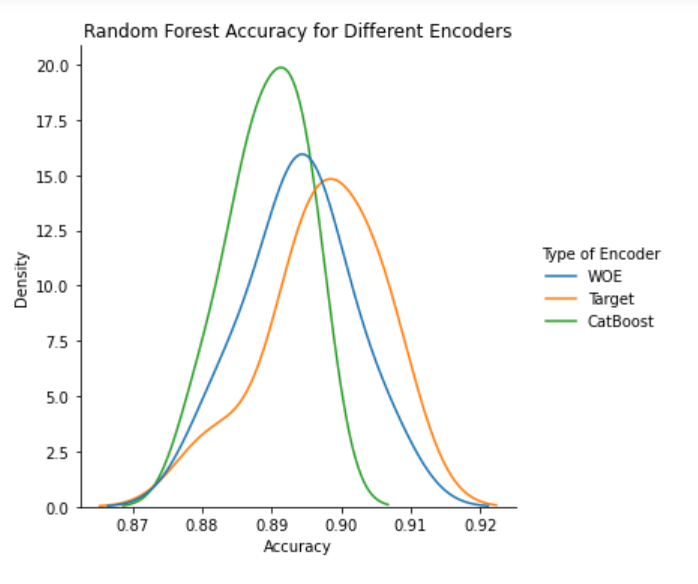 Random Forest Accuracy for Different Encoders
20.0
17.5
15.0
12.5
10.0
7.5
5.0
2.5
0.0
Density
0.87 0.88 0.89 0.90 0.91 0.92
Accuracy
Type of Encoder
WOE
Target
CatBoost